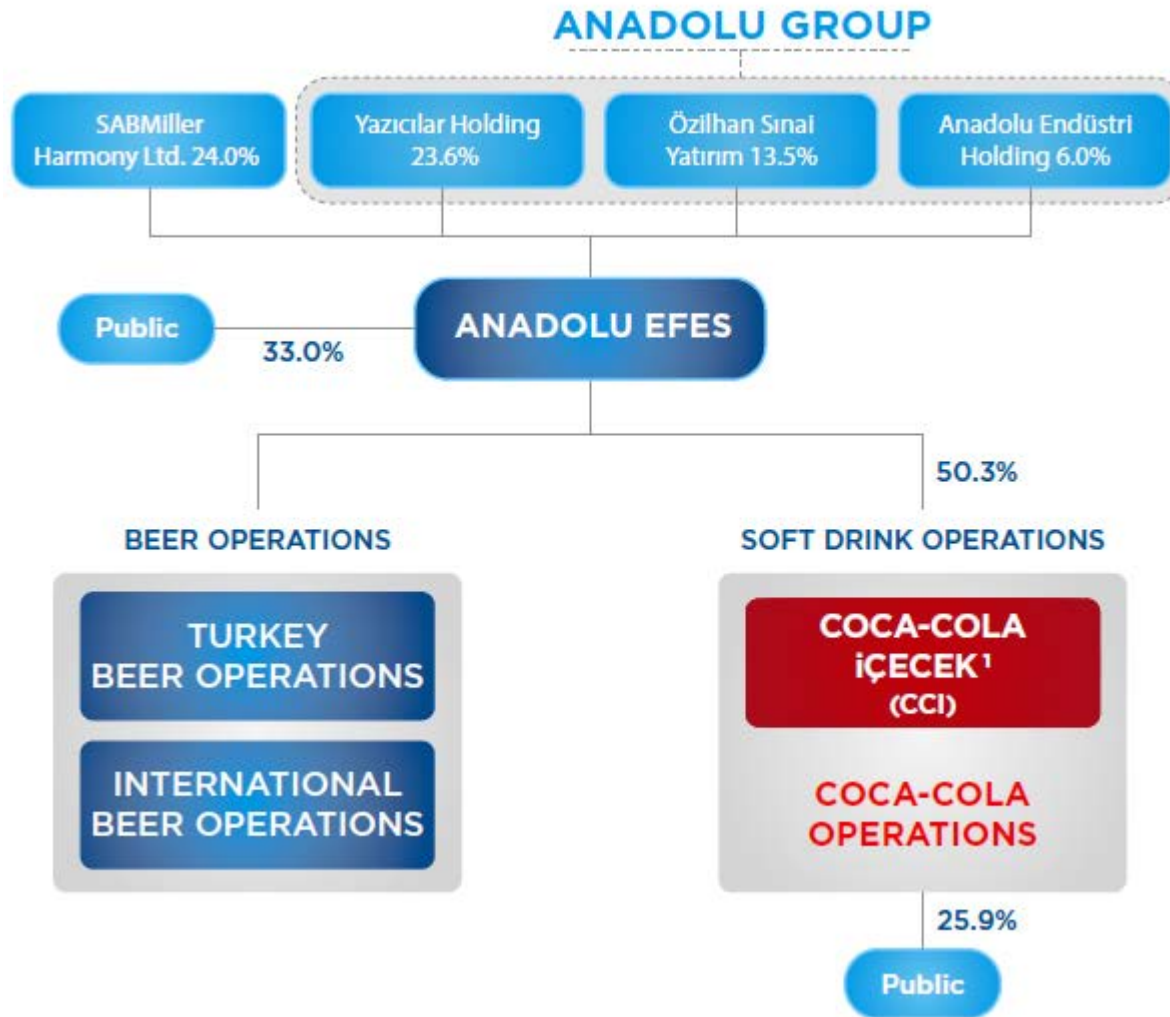 ANADOLU GROUP
SABMiller
Harmony Ltd. 24.0%
Yazıcılar Holding
23.6%
Özilhan Sınai
Yatırım 13.5%
Anadolu Endüstri
Holding 6.0%
Public
33.0%
ANADOLU EFES
50.3%
BEER OPERATIONS
TURKEY
BEER OPERATIONS
INTERNATIONAL
BEER OPERATIONS
SOFT DRINK OPERATIONS
COCA-COLA
iÇECEK¹
(CCI)
COCA-COLA
OPERATIONS
25.9%
Public